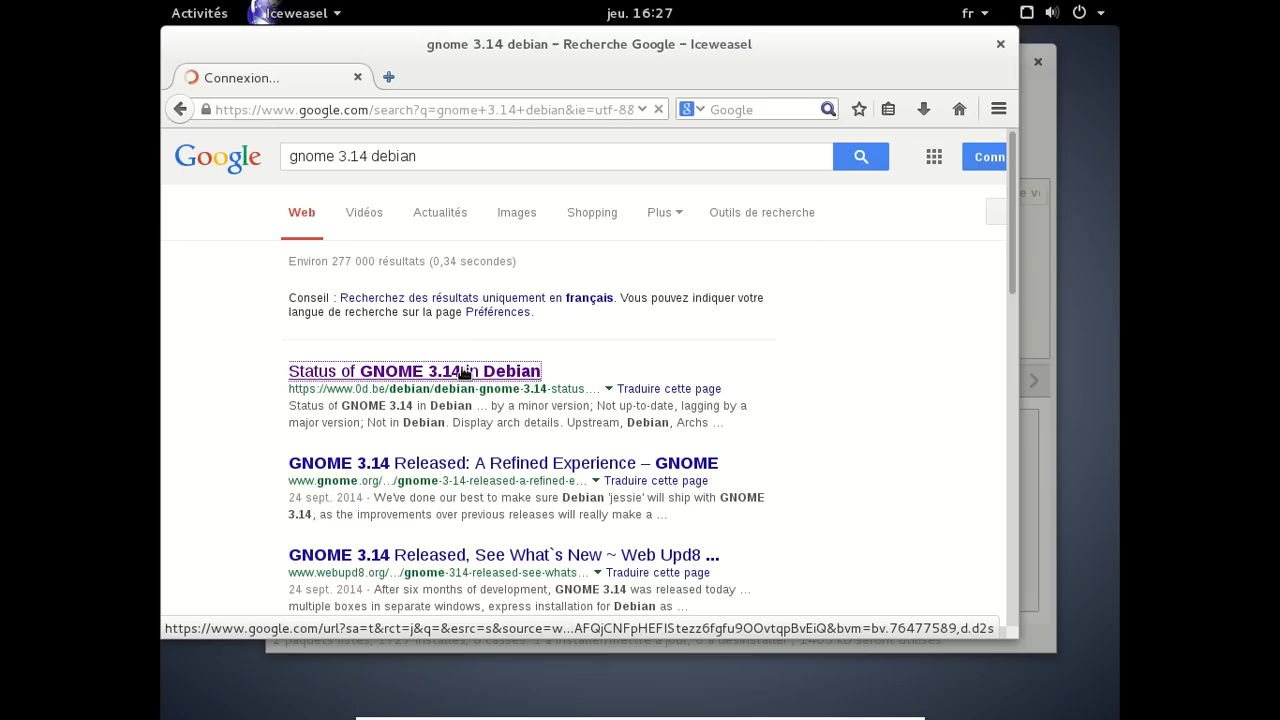 Activités
Iceweasel
jeu. 16:27
fr
gnome 3.14 debian – Recherche Google – Iceweasel
Connexion...
https://www.google.com/search?q=gnome+3.14+debian&ie=utf-88
Google
Google
gnome 3.14 debian
Conn
Web
Vidéos
Actualités
Images
Shopping
Plus
Outils de recherche
Environ 277 000 résultats (0,34 secondes)
Conseil : Recherchez des résultats uniquement en français. Vous pouvez indiquer votre
langue de recherche sur la page Préférences.
Status of GNOME 3.14 in Debian
https://www.0d.be/debian/debian-gnome-3.14-status.... Traduire cette page
Status of GNOME 3.14 in Debian ... by a minor version; Not up-to-date, lagging by a
major version; Not in Debian. Display arch details. Upstream, Debian, Archs ...
GNOME 3.14 Released: A Refined Experience – GNOME
www.gnome.org/.../gnome-3-14-released-a-refined-e... Traduire cette page
24 sept. 2014 - We've done our best to make sure Debian 'jessie' will ship with GNOME
3.14, as the improvements over previous releases will really make a ...
GNOME 3.14 Released, See What`s New ~ Web Upd8 ...
www.webupd8.org/.../gnome-314-released-see-whats... Traduire cette page
24 sept. 2014 - After six months of development, GNOME 3.14 was released today ...
multiple boxes in separate windows, express installation for Debian as ...
https://www.google.com/url?sa=t&rct=j&q=&esrc=s&source=w...AFQjCNFpHEFIStezz6fgfu9OOvtqpBvEiQ&bvm=bv.76477589,d.d2s